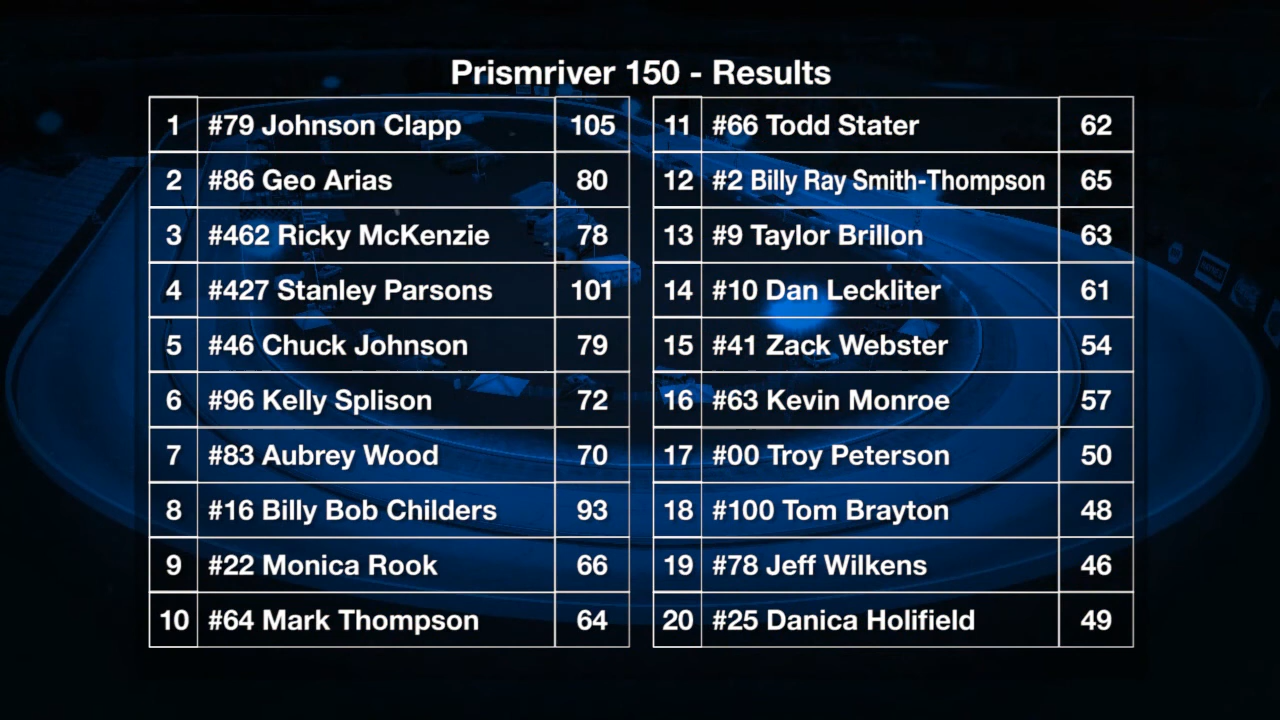 Prismriver 150 - Results
1 #79 Johnson Clapp 105
2 #86 Geo Arias 80
3 #462 Ricky McKenzie 78
4 #427 Stanley Parsons 101
5 #46 Chuck Johnson 79
6 #96 Kelly Splison 72
7 #83 Aubrey Wood 70
8 #16 Billy Bob Childers 93
9 #22 Monica Rook 66
10 #64 Mark Thompson 64
11 #66 Todd Stater 62
12 #2 Billy Ray Smith-Thompson 65
13 #9 Taylor Brillon 63
14 #10 Dan Leckliter 61
15 #41 Zack Webster 54
16 #63 Kevin Monroe 57
17 #00 Troy Peterson 50
18 #100 Tom Brayton 48
19 #78 Jeff Wilkens 46
20 #25 Danica Holifield 49